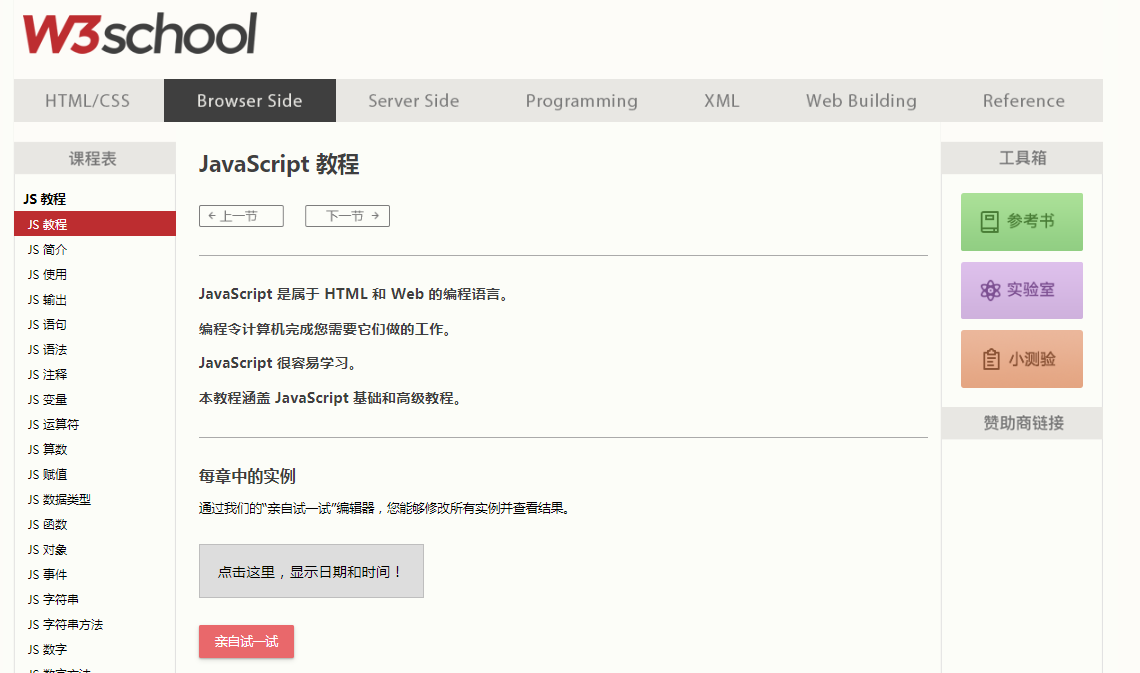 W3school
HTML/CSS
Browser Side
Server Side
Programming
XML
Web Building
Reference
课程表
JS 教程
JS 教程
JS 简介
JS 使用
JS 输出
JS 语句
JS 语法
JS 注释
JS 变量
JS 运算符
JS 算数
JS 赋值
JS 数据类型
JS 函数
JS 对象
JS 事件
JS 字符串
JS 字符串方法
JS 数字
JS 数字方法
JavaScript 教程
← 上一节
下一节 →
JavaScript 是属于 HTML 和 Web 的编程语言。
编程令计算机完成您需要它们做的工作。
JavaScript 很容易学习。
本教程涵盖 JavaScript 基础和高级教程。
每章中的实例
通过我们的“亲自试一试”编辑器，您能够修改所有实例并查看结果。
点击这里，显示日期和时间！
亲自试一试
工具箱
参考书
实验室
小测验
赞助商链接